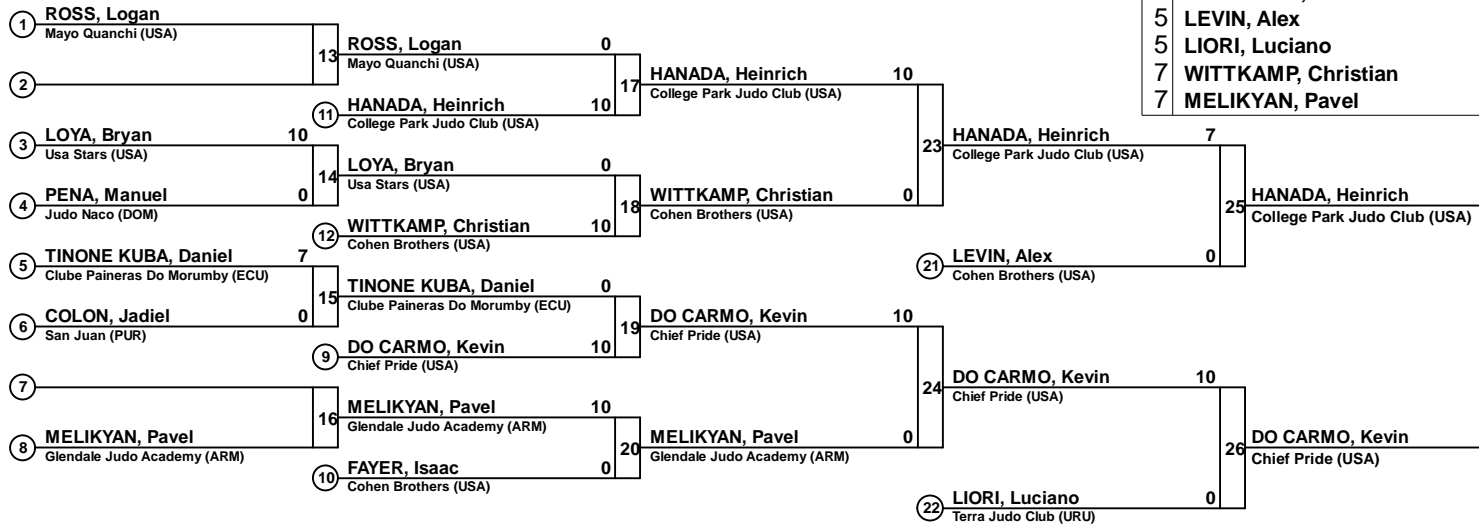 1 ROSS, Logan
Mayo Quanchi (USA)
2
13
3 LOYA, Bryan 10
Usa Stars (USA)
4 PENA, Manuel 0
Judo Naco (DOM)
14
5 TINONE KUBA, Daniel 7
Clube Paineras Do Morumby (ECU)
6 COLON, Jadiel 0
San Juan (PUR)
15
7
8 MELIKYAN, Pavel
Glendale Judo Academy (ARM)
16
ROSS, Logan 0
Mayo Quanchi (USA)
11 HANADA, Heinrich 10
College Park Judo Club (USA)
17
LOYA, Bryan 0
Usa Stars (USA)
12 WITTKAMP, Christian 10
Cohen Brothers (USA)
18
TINONE KUBA, Daniel 0
Clube Paineras Do Morumby (ECU)
9 DO CARMO, Kevin 10
Chief Pride (USA)
19
MELIKYAN, Pavel 10
Glendale Judo Academy (ARM)
10 FAYER, Isaac 0
Cohen Brothers (USA)
20
HANADA, Heinrich 10
College Park Judo Club (USA)
WITTKAMP, Christian 0
Cohen Brothers (USA)
23
DO CARMO, Kevin 10
Chief Pride (USA)
MELIKYAN, Pavel 0
Glendale Judo Academy (ARM)
24
HANADA, Heinrich 7
College Park Judo Club (USA)
21 LEVIN, Alex 0
Cohen Brothers (USA)
25
DO CARMO, Kevin 10
Chief Pride (USA)
22 LIORI, Luciano 0
Terra Judo Club (URU)
26
HANADA, Heinrich
College Park Judo Club (USA)
DO CARMO, Kevin
Chief Pride (USA)
5 LEVIN, Alex
5 LIORI, Luciano
7 WITTKAMP, Christian
7 MELIKYAN, Pavel